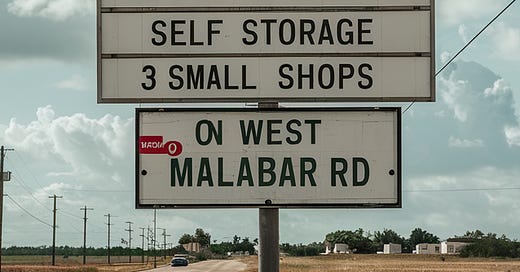 SELF STORAGE
3 SMALL SHOPS
ON WEST
MALABAR RD